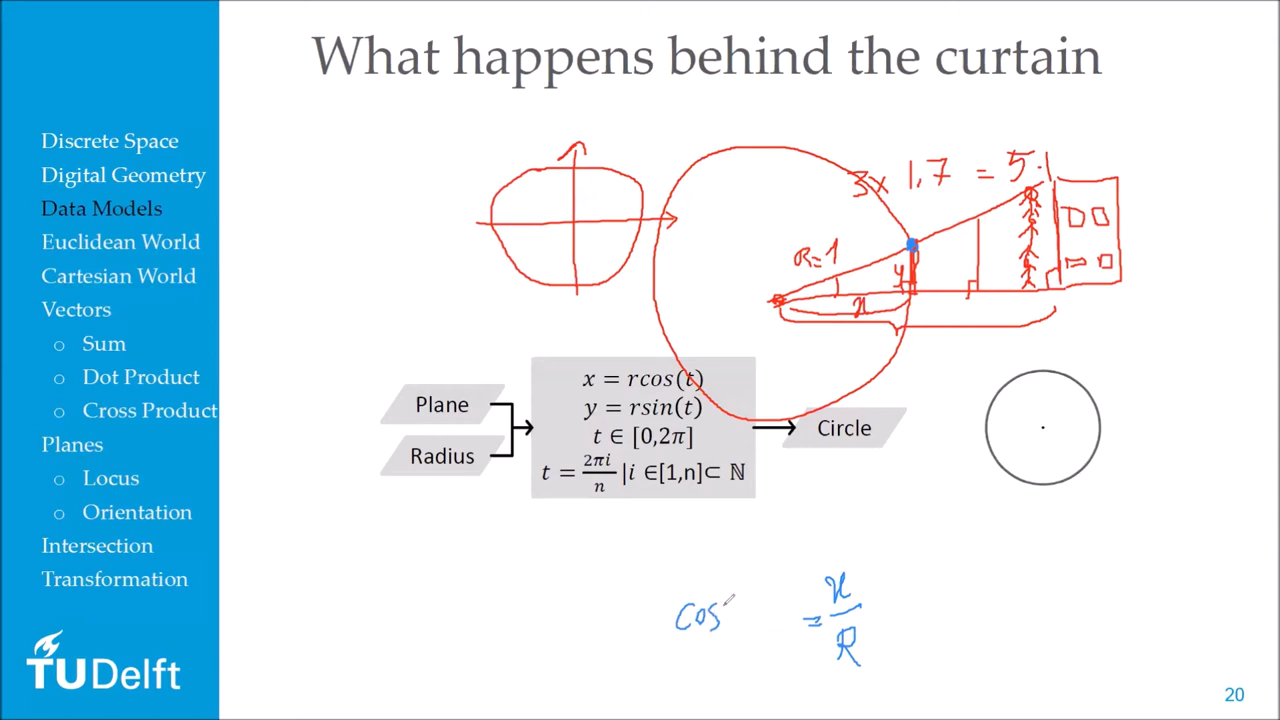 What happens behind the curtain
Discrete Space
Digital Geometry
Data Models
Euclidean World
Cartesian World
Vectors
o Sum
o Dot Product
o Cross Product
Planes
o Locus
o Orientation
Intersection
Transformation
TUDelft
3 x 1,7 = 5.1
R=1
y
x
Plane
Radius
x = rcos(t)
y = rsin(t)
t ∈ [0,2π]
t = 2πi/n |i ∈[1,n]⊂ ℕ
Circle
cos = x/R
20